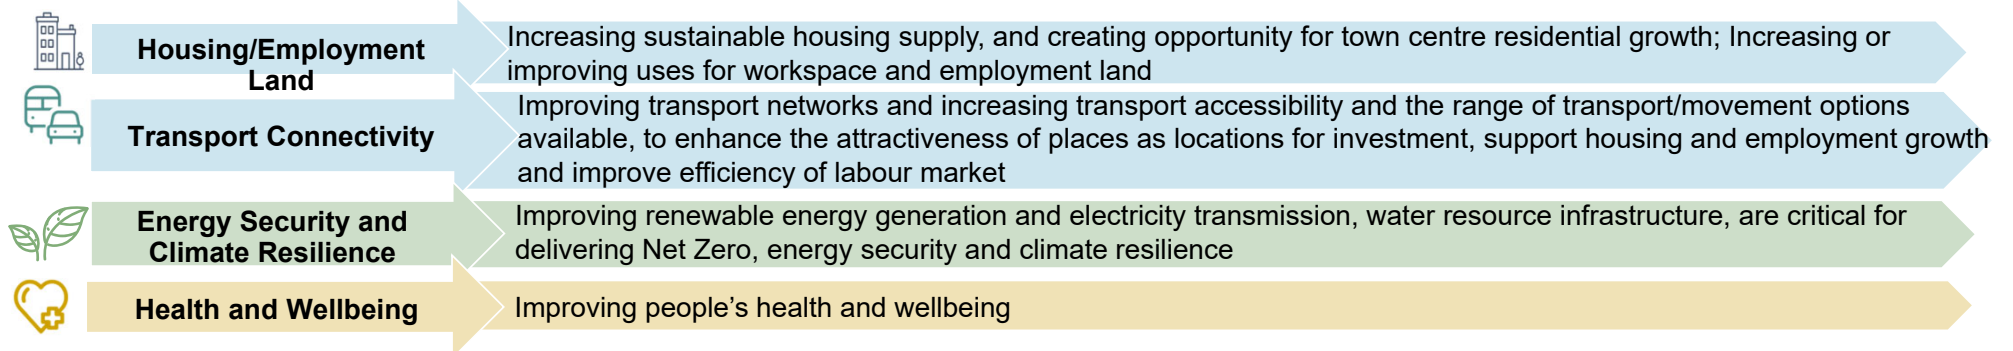 Housing/Employment
Land
Increasing sustainable housing supply, and creating opportunity for town centre residential growth; Increasing or
improving uses for workspace and employment land
Transport Connectivity
Improving transport networks and increasing transport accessibility and the range of transport/movement options
available, to enhance the attractiveness of places as locations for investment, support housing and employment growth
and improve efficiency of labour market
Energy Security and
Climate Resilience
Improving renewable energy generation and electricity transmission, water resource infrastructure, are critical for
delivering Net Zero, energy security and climate resilience
Health and Wellbeing
Improving people’s health and wellbeing